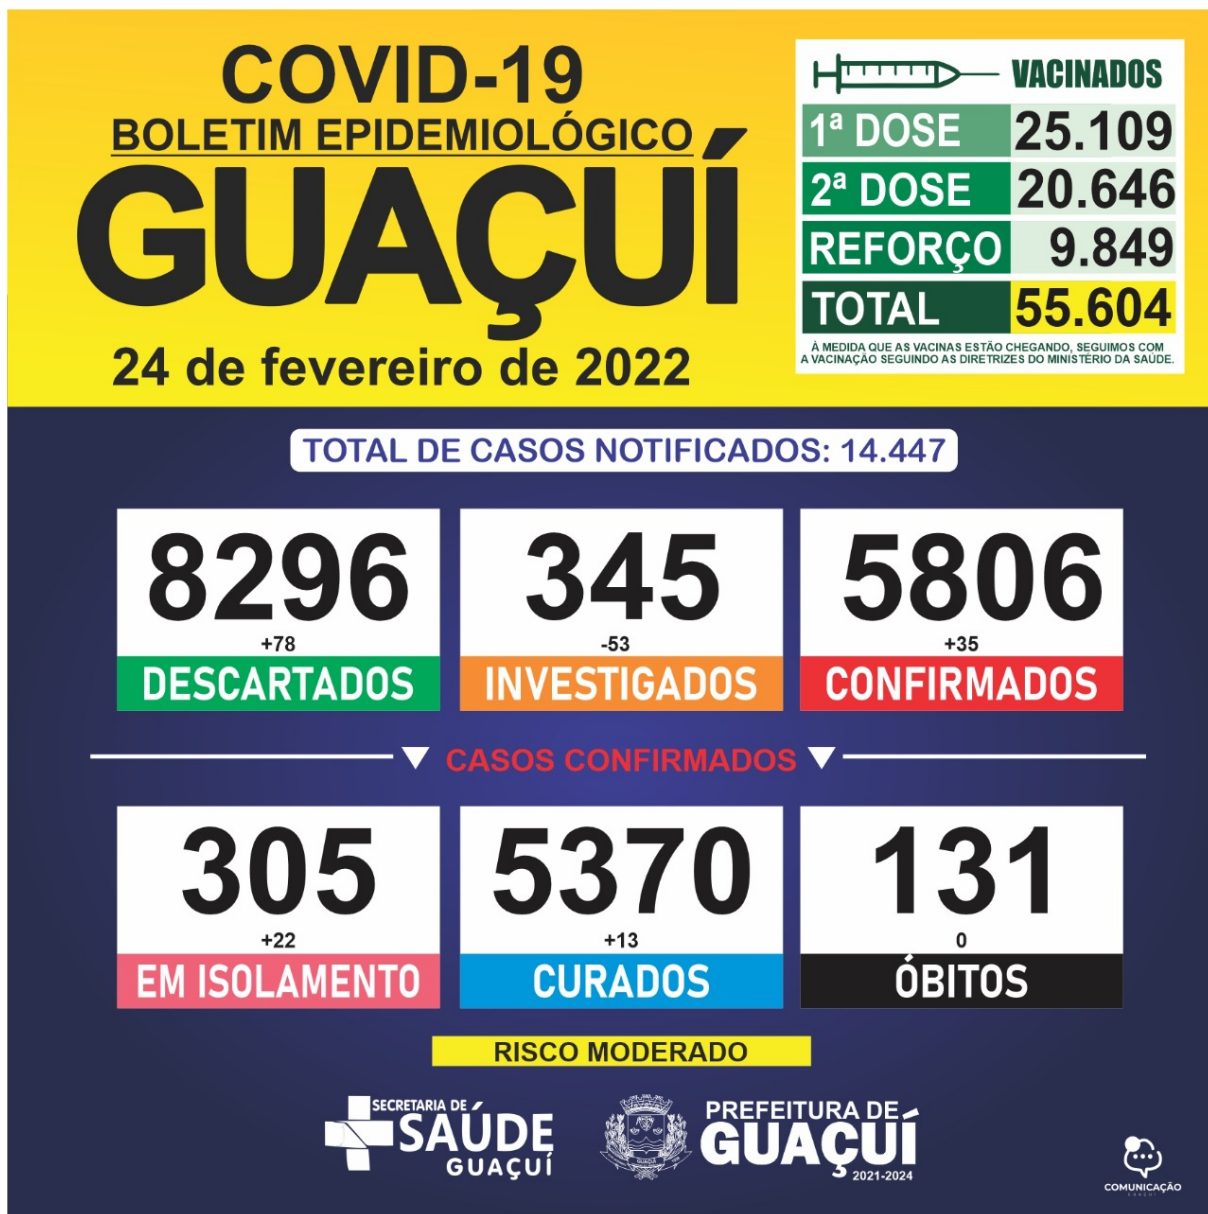 COVID-19
BOLETIM EPIDEMIOLÓGICO
GUAÇUÍ
24 de fevereiro de 2022
VACINADOS
1ª DOSE 25.109
2ª DOSE 20.646
REFORÇO 9.849
TOTAL 55.604
À MEDIDA QUE AS VACINAS ESTÃO CHEGANDO, SEGUIMOS COM
A VACINAÇÃO SEGUINDO AS DIRETRIZES DO MINISTÉRIO DA SAÚDE.
TOTAL DE CASOS NOTIFICADOS: 14.447
8296
+78
DESCARTADOS
345
-53
INVESTIGADOS
5806
+35
CONFIRMADOS
CASOS CONFIRMADOS
305
+22
EM ISOLAMENTO
5370
+13
CURADOS
131
0
ÓBITOS
RISCO MODERADO
SECRETARIA DE
SAÚDE
GUAÇUÍ
GUAÇUÍ
PREFEITURA DE
GUAÇUÍ
2021-2024
COMUNICAÇÃO
GUAÇUÍ